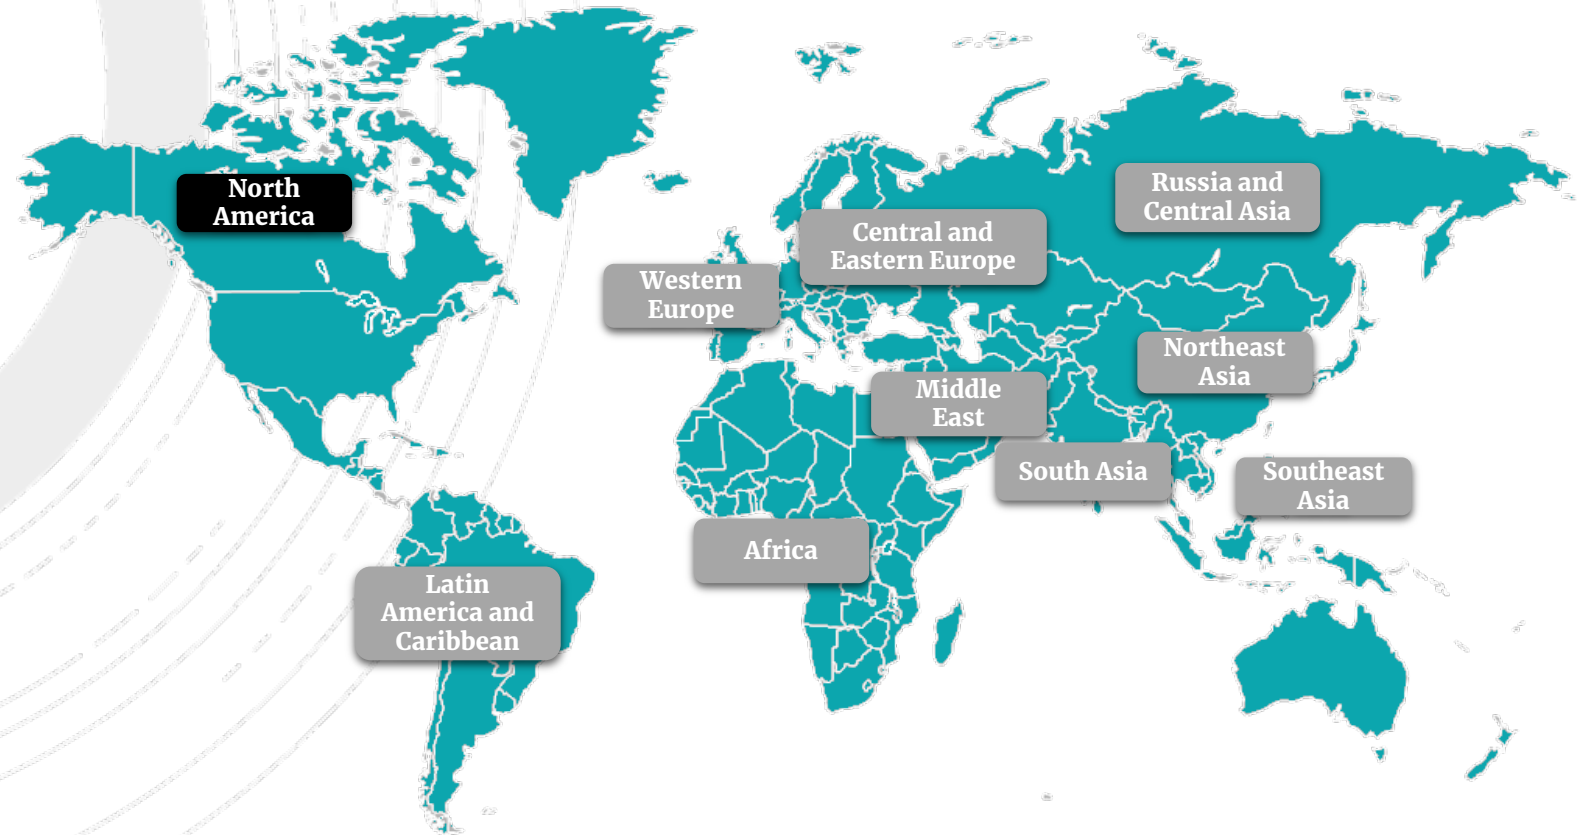 North
America
Russia and
Central Asia
Central and
Eastern Europe
Western
Europe
Northeast
Asia
Middle
East
South Asia
Southeast
Asia
Africa
Latin
America and
Caribbean